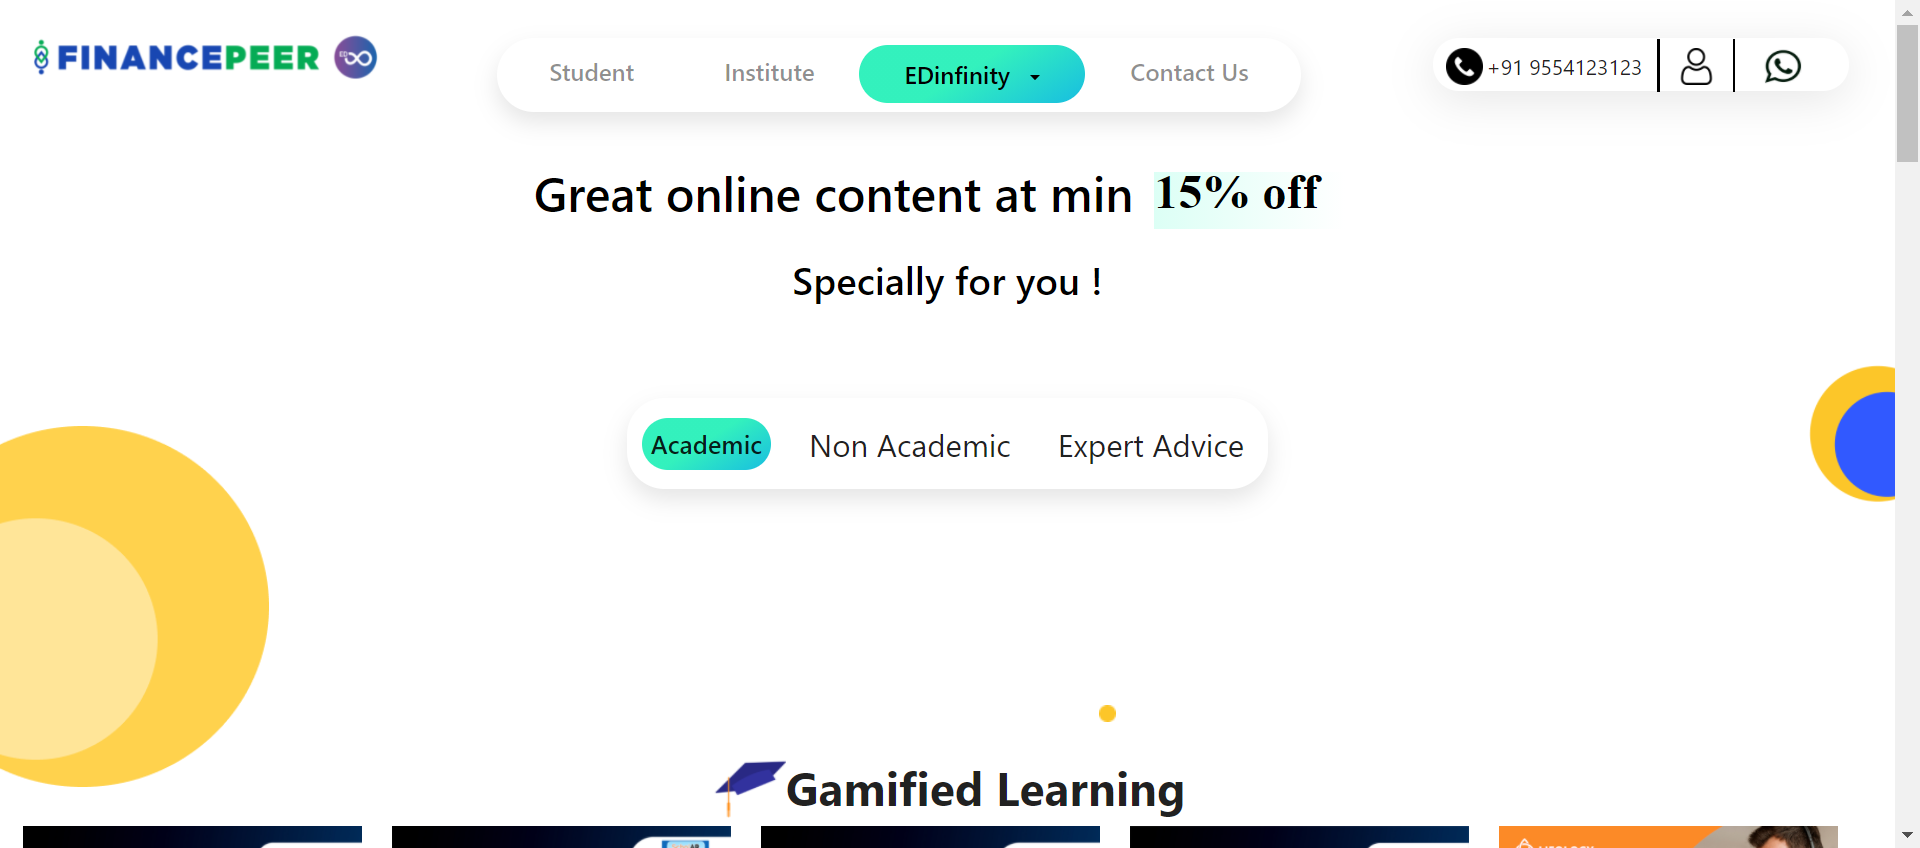 FINANCEPEER ED
Student Institute EDinfinity Contact Us
+91 9554123123
Great online content at min 15% off
Specially for you !
Academic Non Academic Expert Advice
Gamified Learning